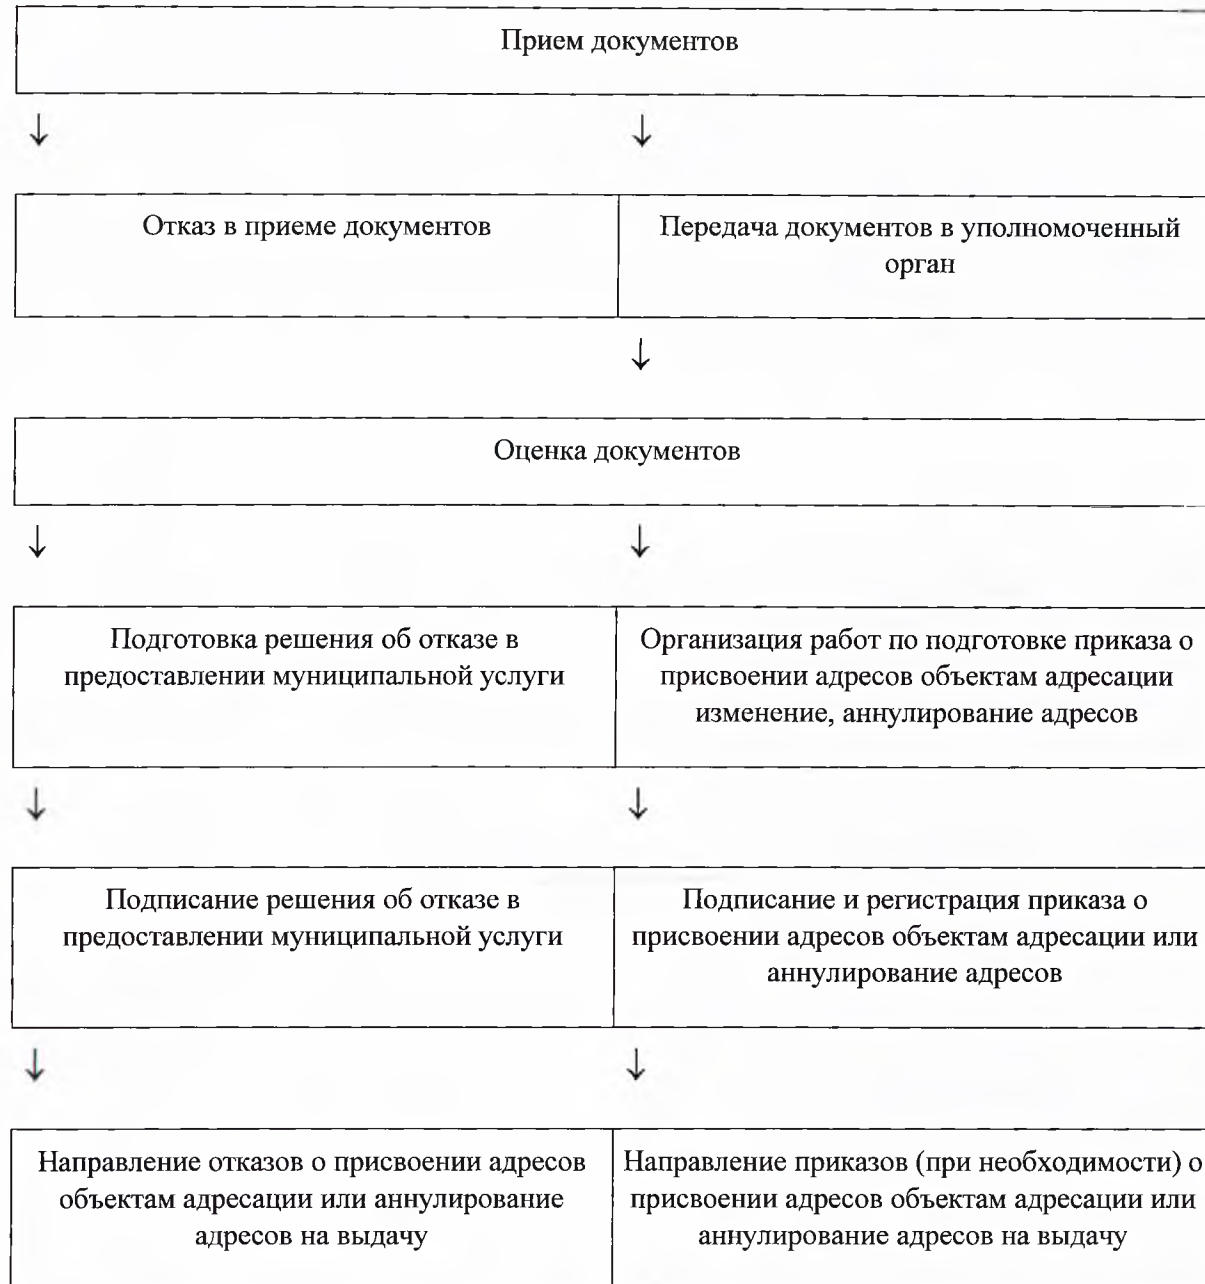 Прием документов
↓ ↓
Отказ в приеме документов
Передача документов в уполномоченный
орган
↓
Оценка документов
↓ ↓
Подготовка решения об отказе в
предоставлении муниципальной услуги
Организация работ по подготовке приказа о
присвоении адресов объектам адресации
изменение, аннулирование адресов
↓ ↓
Подписание решения об отказе в
предоставлении муниципальной услуги
Подписание и регистрация приказа о
присвоении адресов объектам адресации или
аннулирование адресов
↓ ↓
Направление отказов о присвоении адресов
объектам адресации или аннулирование
адресов на выдачу
Направление приказов (при необходимости) о
присвоении адресов объектам адресации или
аннулирование адресов на выдачу